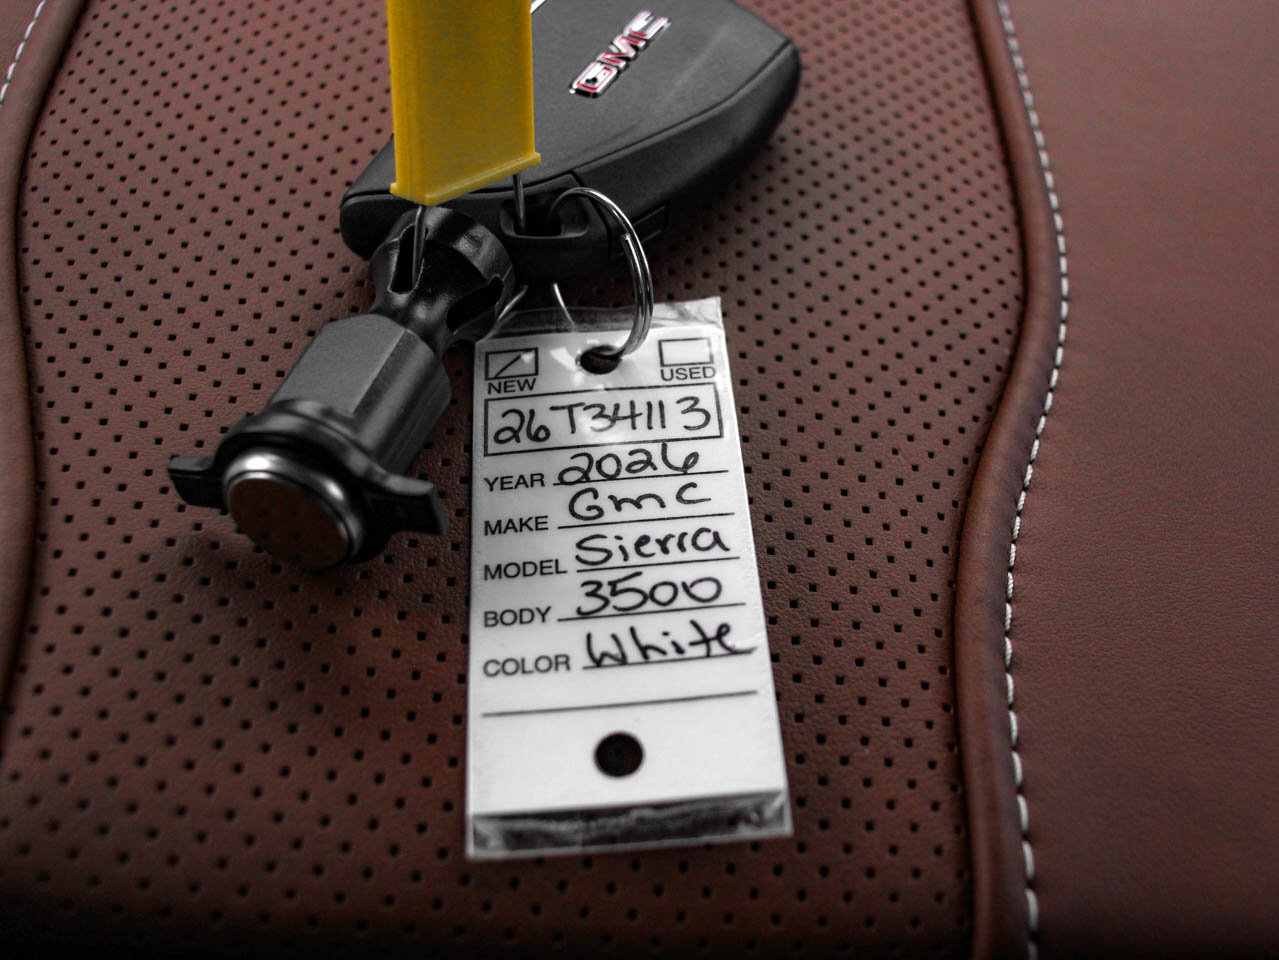 GMC
NEW USED
26T34113
YEAR 2026
MAKE Gmc
MODEL Sierra
BODY 3500
COLOR White